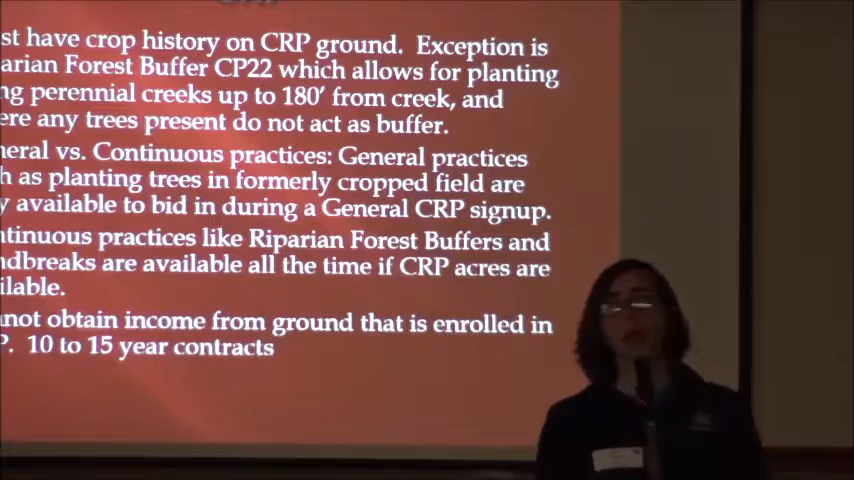 st have crop history on CRP ground. Exception is
arian Forest Buffer CP22 which allows for planting
ng perennial creeks up to 180' from creek, and
ere any trees present do not act as buffer.
neral vs. Continuous practices: General practices
h as planting trees in formerly cropped field are
y available to bid in during a General CRP signup.
ntinuous practices like Riparian Forest Buffers and
ndbreaks are available all the time if CRP acres are
ilable.
nnot obtain income from ground that is enrolled in
P. 10 to 15 year contracts